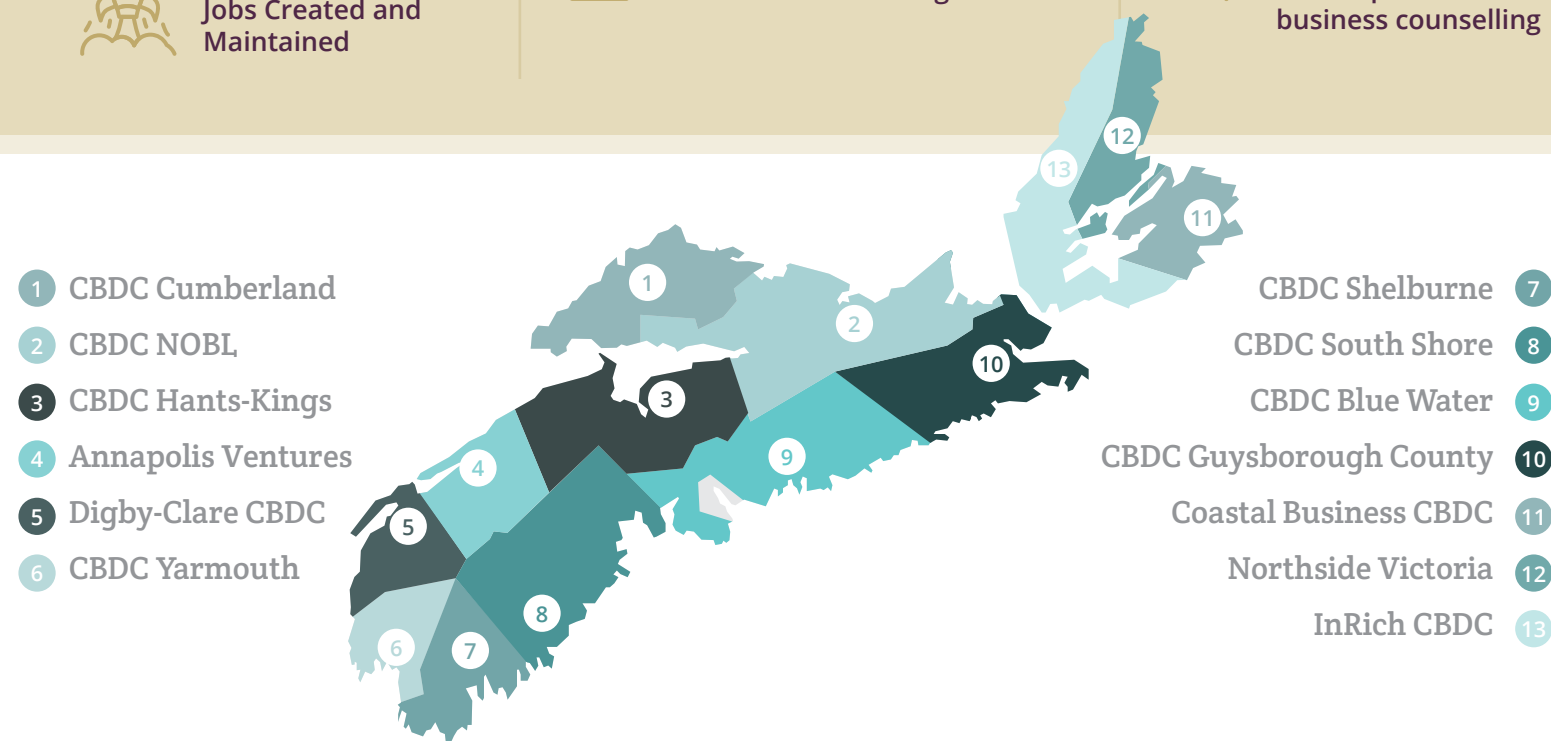 Jobs Created and
Maintained
business counselling
1 CBDC Cumberland
2 CBDC NOBL
3 CBDC Hants-Kings
4 Annapolis Ventures
5 Digby-Clare CBDC
6 CBDC Yarmouth
1
2
3
4
5
6
7
8
9
10
11
12
13
CBDC Shelburne 7
CBDC South Shore 8
CBDC Blue Water 9
CBDC Guysborough County 10
Coastal Business CBDC 11
Northside Victoria 12
InRich CBDC 13